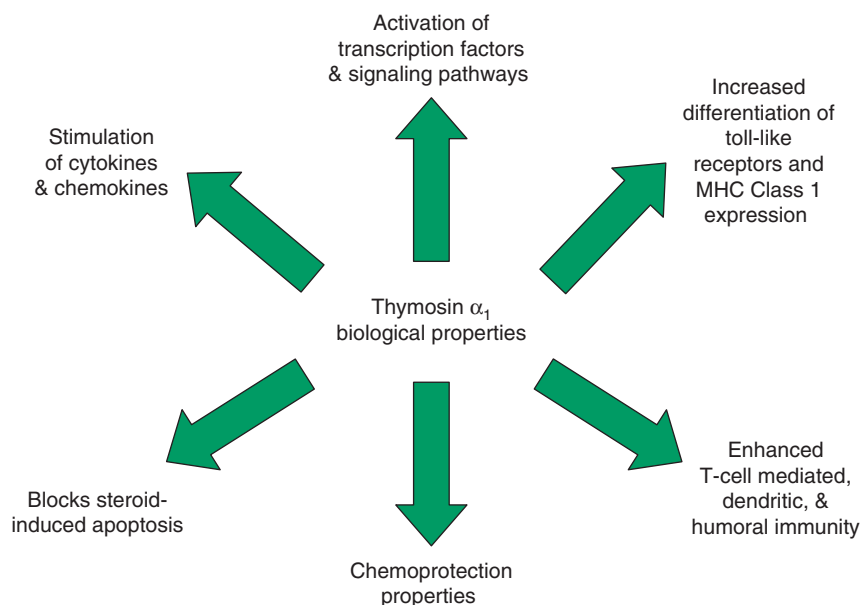 Activation of
transcription factors
& signaling pathways
Increased
differentiation of
toll-like
receptors and
MHC Class 1
expression
Stimulation
of cytokines
& chemokines
Thymosin α1
biological properties
Enhanced
T-cell mediated,
dendritic, &
humoral immunity
Blocks steroid-
induced apoptosis
Chemoprotection
properties